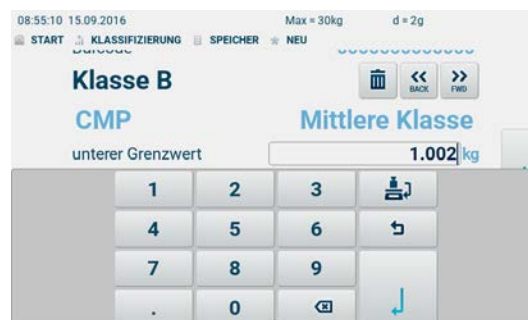 08:55:10 15.09.2016 Max = 30kg d = 2g
START KLASSIFIZIERUNG SPEICHER NEU
Klasse B BACK FWD
CMP Mittlere Klasse
unterer Grenzwert 1.002 kg
1 2 3
4 5 6
7 8 9
. 0